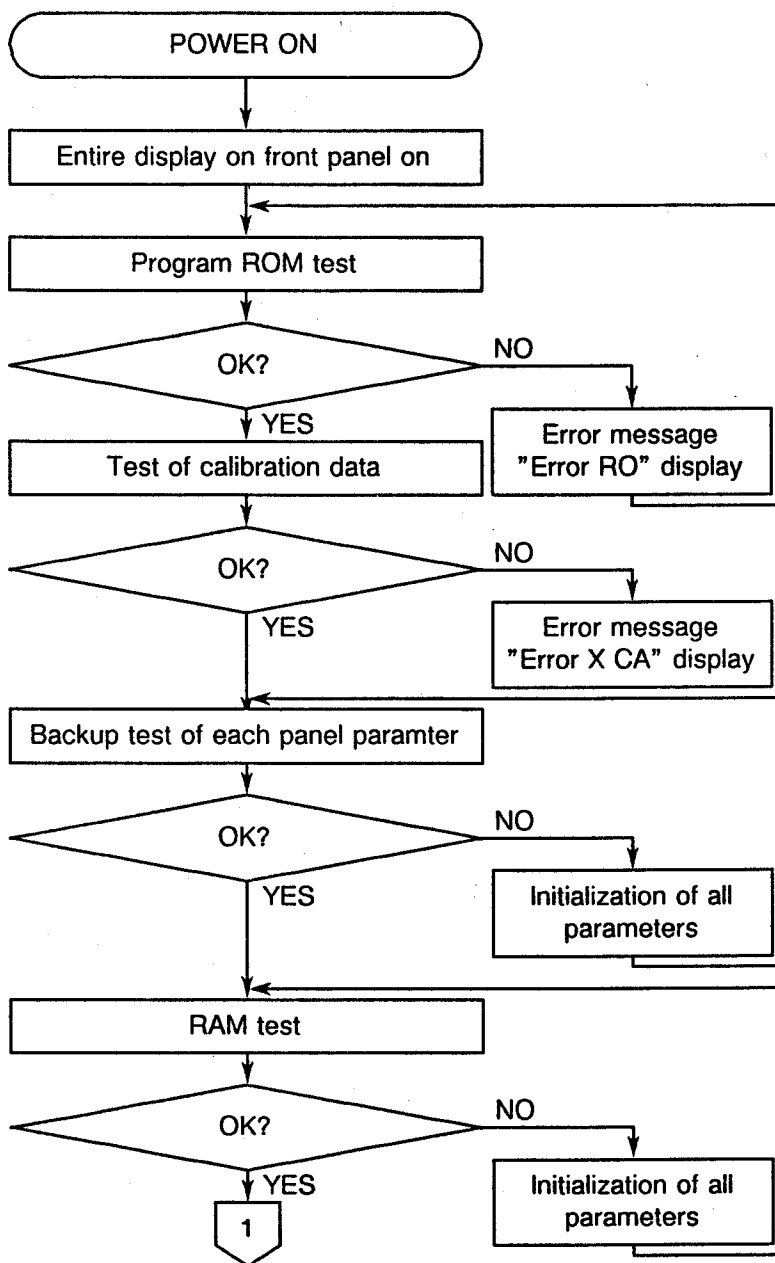 POWER ON
Entire display on front panel on
Program ROM test
OK?
NO
YES
Error message
"Error RO" display
Test of calibration data
OK?
NO
YES
Error message
"Error X CA" display
Backup test of each panel paramter
OK?
NO
YES
Initialization of all
parameters
RAM test
OK?
NO
YES
Initialization of all
parameters
1